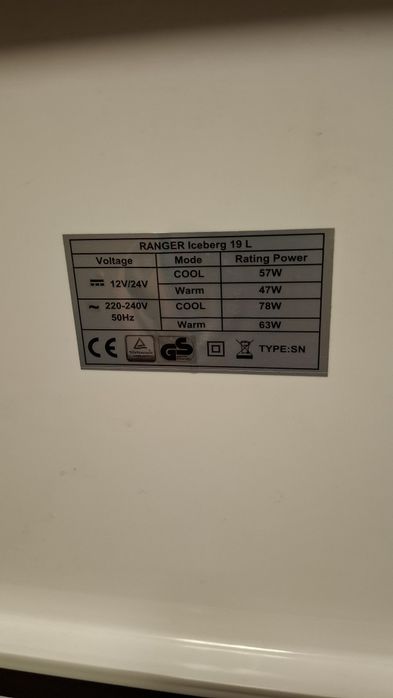 RANGER Iceberg 19 L
Voltage Mode Rating Power
12V/24V COOL 57W
Warm 47W
~ 220-240V 50Hz COOL 78W
Warm 63W
CE GS TYPE:SN